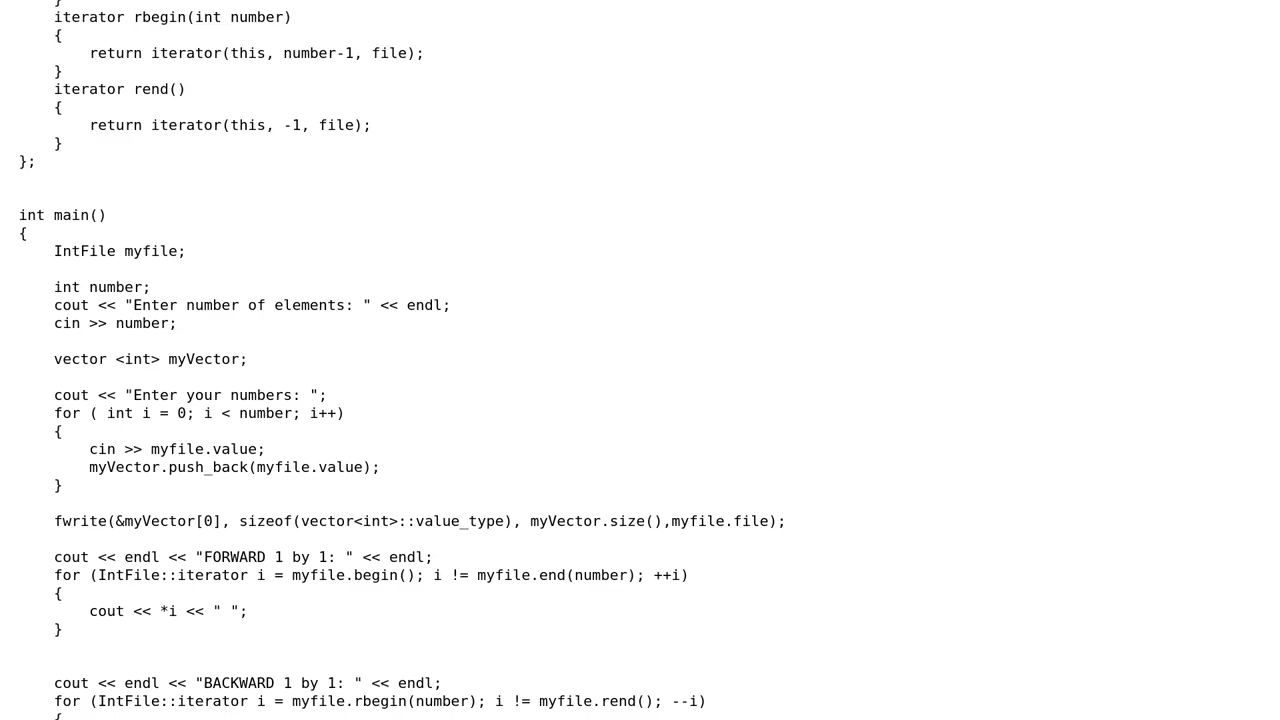 }
    iterator rbegin(int number)
    {
        return iterator(this, number-1, file);
    }
    iterator rend()
    {
        return iterator(this, -1, file);
    }
};
int main()
{
    IntFile myfile;
    int number;
    cout << "Enter number of elements: " << endl;
    cin >> number;
    vector <int> myVector;
    cout << "Enter your numbers: ";
    for ( int i = 0; i < number; i++)
    {
        cin >> myfile.value;
        myVector.push_back(myfile.value);
    }
    fwrite(&myVector[0], sizeof(vector<int>::value_type), myVector.size(),myfile.file);
    cout << endl << "FORWARD 1 by 1: " << endl;
    for (IntFile::iterator i = myfile.begin(); i != myfile.end(number); ++i)
    {
        cout << *i << " ";
    }
    cout << endl << "BACKWARD 1 by 1: " << endl;
    for (IntFile::iterator i = myfile.rbegin(number); i != myfile.rend(); --i)
    {